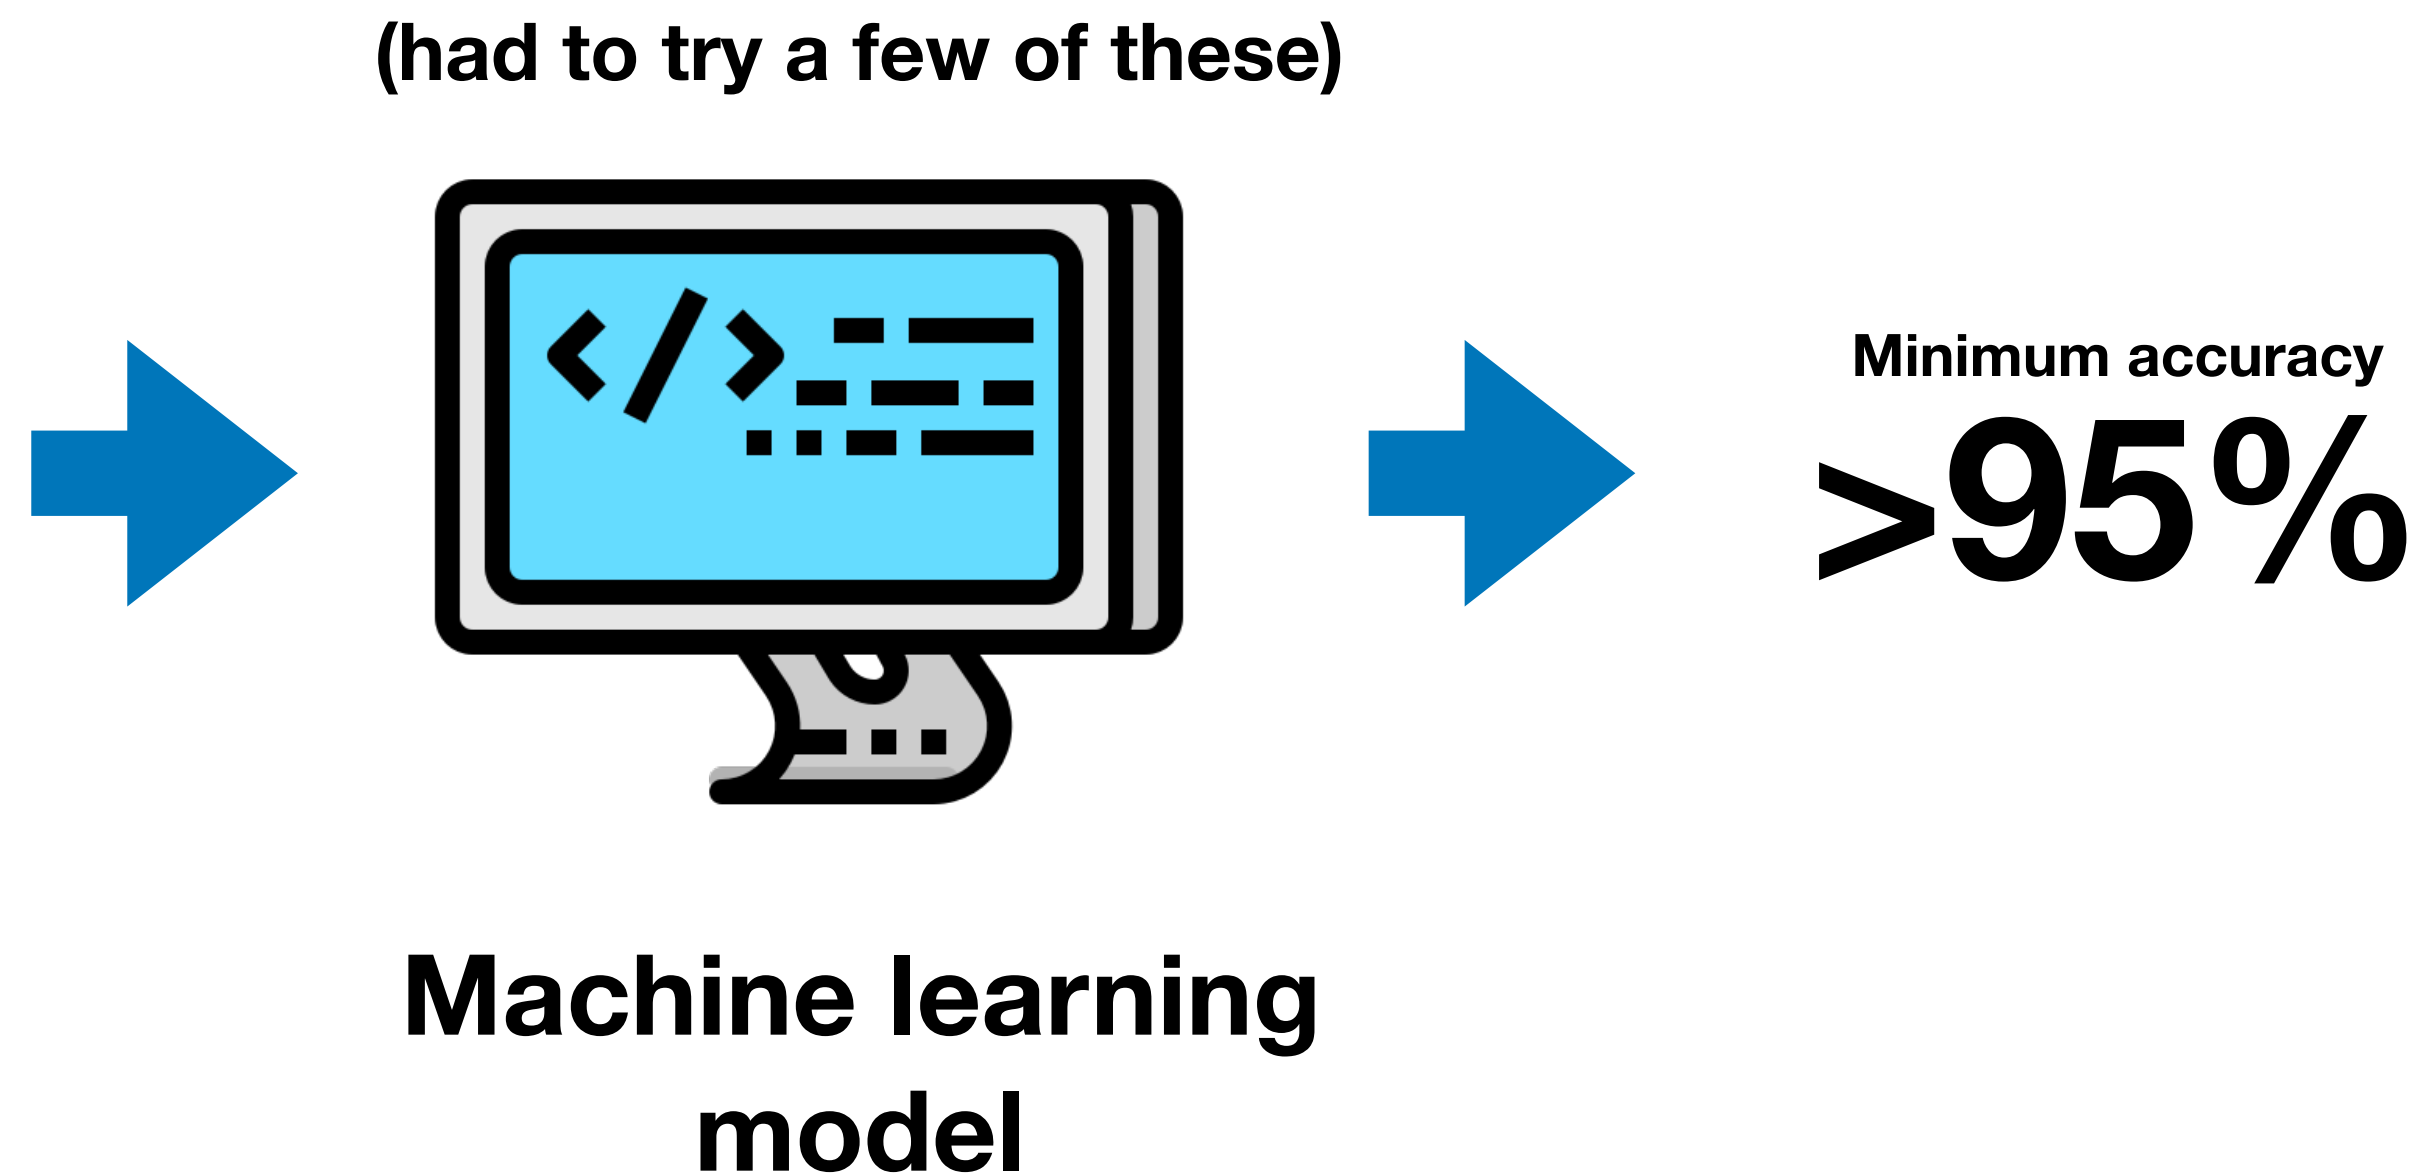 (had to try a few of these)
</>
Minimum accuracy
>95%
Machine learning
model